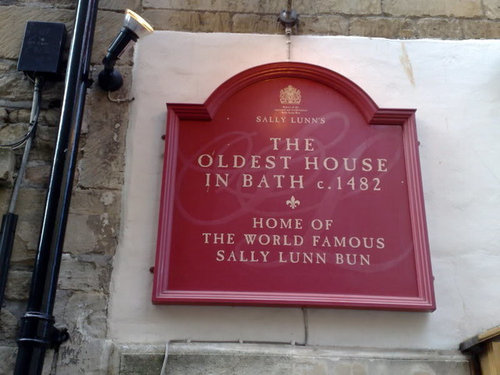 SALLY LUNN'S
THE
OLDEST HOUSE
IN BATH c.1482
HOME OF
THE WORLD FAMOUS
SALLY LUNN BUN